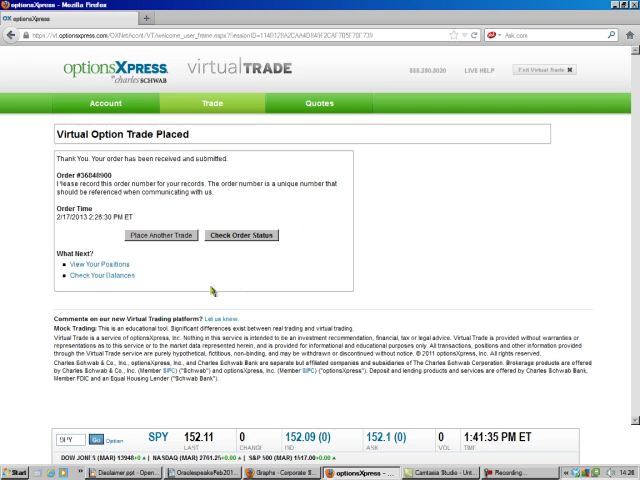 optionsXpress - Mozilla Firefox
File Edit View History Bookmarks Tools Help
OX optionsXpress
Ask.com
optionsXpress
by charles SCHWAB
virtualTRADE
888.280.8020
LIVE HELP
Exit Virtual Trade
Account
Trade
Quotes
Virtual Option Trade Placed
Thank You. Your order has been received and submitted.
Order #36848900
Please record this order number for your records. The order number is a unique number that
should be referenced when communicating with us.
Order Time
2/17/2013 2:26:30 PM ET
Place Another Trade
Check Order Status
What Next?
View Your Positions
Check Your Balances
Comments on our new Virtual Trading platform? Let us know.
Mock Trading: This is an educational tool. Significant differences exist between real trading and virtual trading.
Virtual Trade is a service of optionsXpress, Inc. Nothing in this service is intended to be an investment recommendation, financial, tax or legal advice. Virtual Trade is provided without warranties or
representations as to this service or to the market data represented herein, and is provided for informational and educational purposes only. All transactions, positions and other information provided
through the Virtual Trade service are purely hypothetical, fictitious, non-binding, and may be withdrawn or discontinued without notice. © 2011 optionsXpress, Inc. All rights reserved.
Charles Schwab & Co., Inc., optionsXpress, Inc. and Charles Schwab Bank are separate but affiliated companies and subsidiaries of The Charles Schwab Corporation. Brokerage products are offered
by Charles Schwab & Co., Inc. (Member SIPC) ("Schwab") and optionsXpress, Inc. (Member SIPC) ("optionsXpress"). Deposit and lending products and services are offered by Charles Schwab Bank,
Member FDIC and an Equal Housing Lender ("Schwab Bank").
SPY
Go
Option
SPY
152.11
LAST
0
CHANGE
152.09 (0)
BID
152.1 (0)
ASK
0
VOL
1:41:35 PM ET
TIME
Start
Disclaimer.ppt - Open...
Graphs - Corporate S...
optionsXpress - ...
Camtasia Studio - Unt...
Recording...
14:26